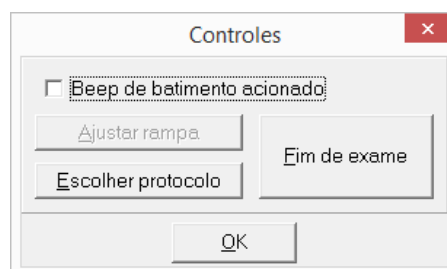 Controles
Beep de batimento acionado
Ajustar rampa
Fim de exame
Escolher protocolo
OK